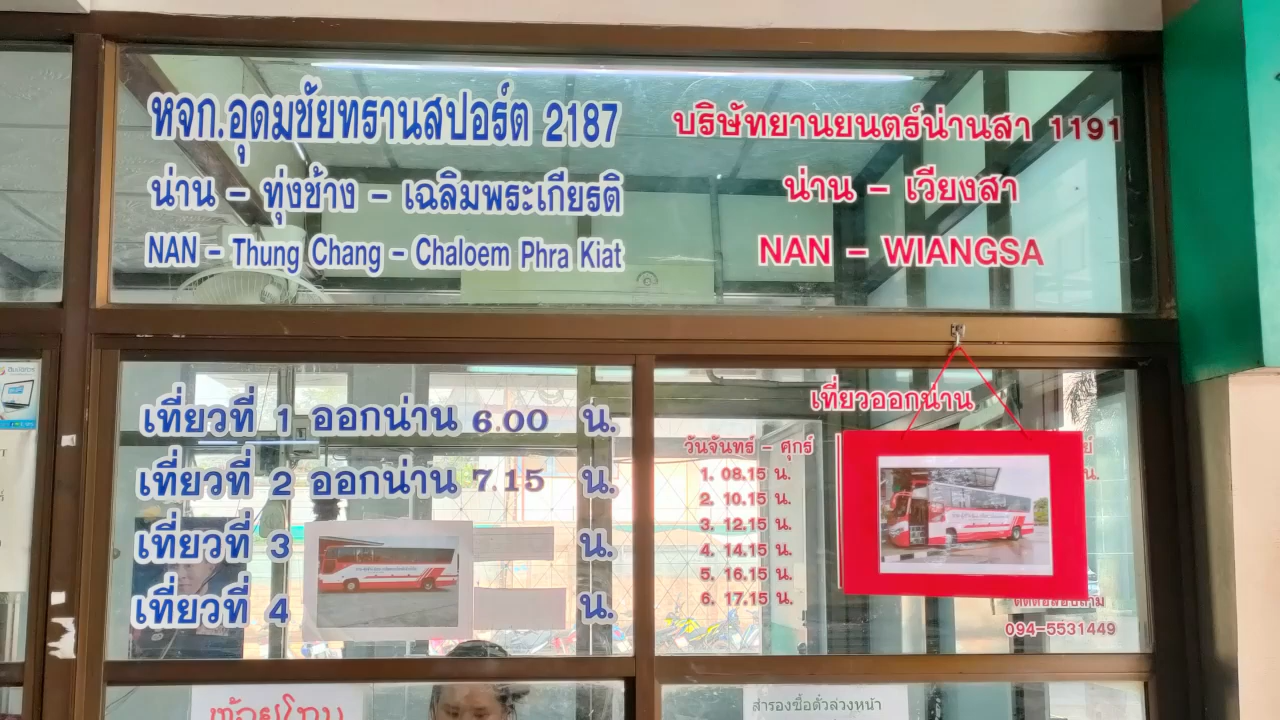 หจก.อุดมชัยทรานสปอร์ต 2187
น่าน - ทุ่งช้าง - เฉลิมพระเกียรติ
NAN - Thung Chang - Chaloem Phra Kiat
บริษัทยานยนตร์น่านสา 1191
น่าน - เวียงสา
NAN - WIANGSA
เที่ยวที่ 1 ออกน่าน 6.00 น.
เที่ยวที่ 2 ออกน่าน 7.15 น.
เที่ยวที่ 3 น.
เที่ยวที่ 4 น.
เที่ยวออกน่าน
วันจันทร์ - ศุกร์
1. 08.15 น.
2. 10.15 น.
3. 12.15 น.
4. 14.15 น.
5. 16.15 น.
6. 17.15 น.
น.
094-5531449
สำรองซื้อตั๋วล่วงหน้า